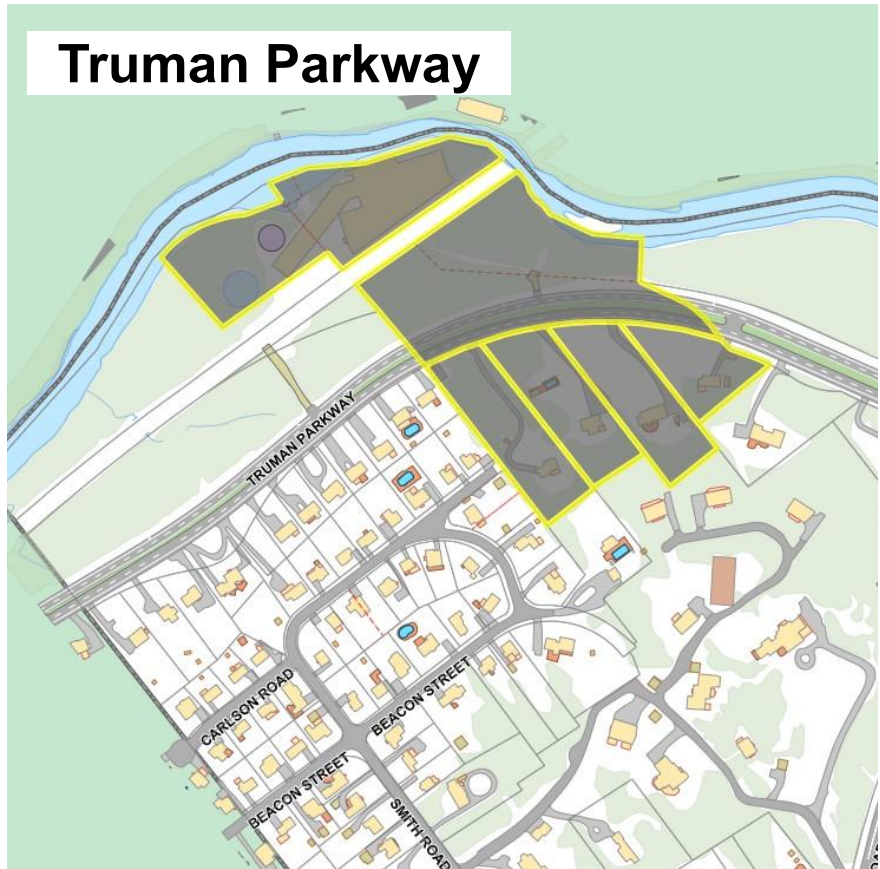 Truman Parkway
TRUMAN PARKWAY
CARLSON ROAD
BEACON STREET
BEACON STREET
SMITH ROAD